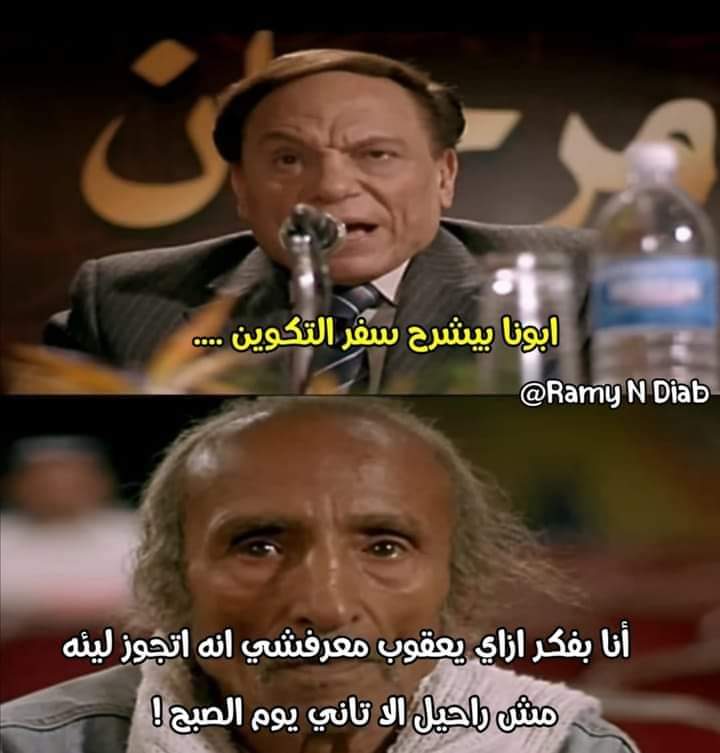 ابونا بيشرح سفر التكوين ....
@Ramy N Diab
أنا بفكر ازاي يعقوب معرفشي انه اتجوز ليئه
مش راحيل الا تاني يوم الصبح !